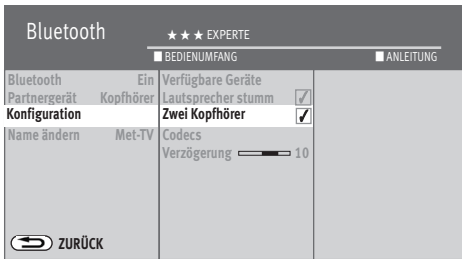 Bluetooth
★★★ EXPERTE
BEDIENUMFANG
ANLEITUNG
Bluetooth Ein
Partnergerät Kopfhörer
Konfiguration
Name ändern Met-TV
Verfügbare Geräte
Lautsprecher stumm
Zwei Kopfhörer
Codecs
Verzögerung 10
ZURÜCK